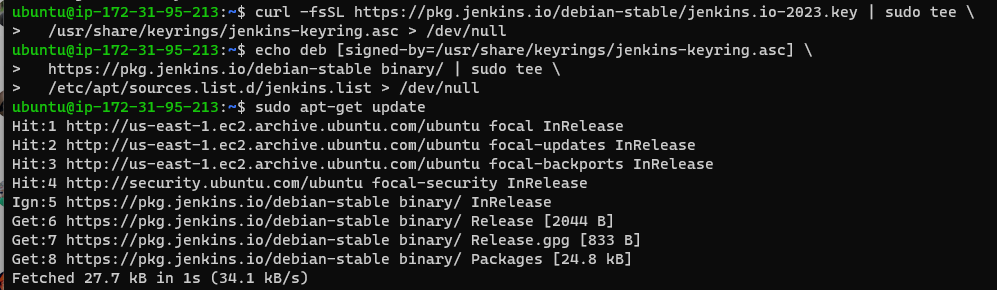 ubuntu@ip-172-31-95-213:~$ curl -fsSL https://pkg.jenkins.io/debian-stable/jenkins.io-2023.key | sudo tee \
>   /usr/share/keyrings/jenkins-keyring.asc > /dev/null
ubuntu@ip-172-31-95-213:~$ echo deb [signed-by=/usr/share/keyrings/jenkins-keyring.asc] \
>   https://pkg.jenkins.io/debian-stable binary/ | sudo tee \
>   /etc/apt/sources.list.d/jenkins.list > /dev/null
ubuntu@ip-172-31-95-213:~$ sudo apt-get update
Hit:1 http://us-east-1.ec2.archive.ubuntu.com/ubuntu focal InRelease
Hit:2 http://us-east-1.ec2.archive.ubuntu.com/ubuntu focal-updates InRelease
Hit:3 http://us-east-1.ec2.archive.ubuntu.com/ubuntu focal-backports InRelease
Hit:4 http://security.ubuntu.com/ubuntu focal-security InRelease
Ign:5 https://pkg.jenkins.io/debian-stable binary/ InRelease
Get:6 https://pkg.jenkins.io/debian-stable binary/ Release [2044 B]
Get:7 https://pkg.jenkins.io/debian-stable binary/ Release.gpg [833 B]
Get:8 https://pkg.jenkins.io/debian-stable binary/ Packages [24.8 kB]
Fetched 27.7 kB in 1s (34.1 kB/s)